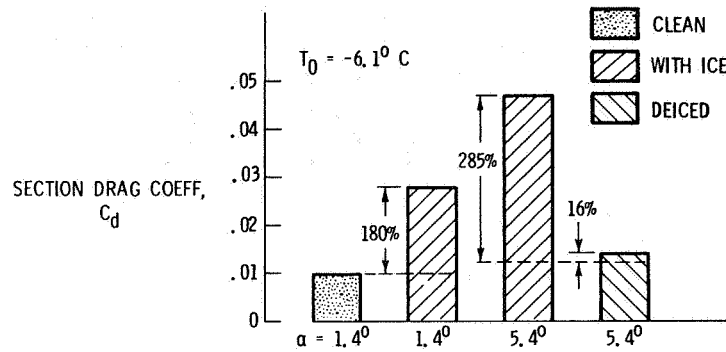 CLEAN
WITH ICE
DEICED
T0 = -6.1° C
.05
.04
.03
.02
.01
0
SECTION DRAG COEFF,
Cd
180%
285%
16%
α = 1.4° 1.4° 5.4° 5.4°